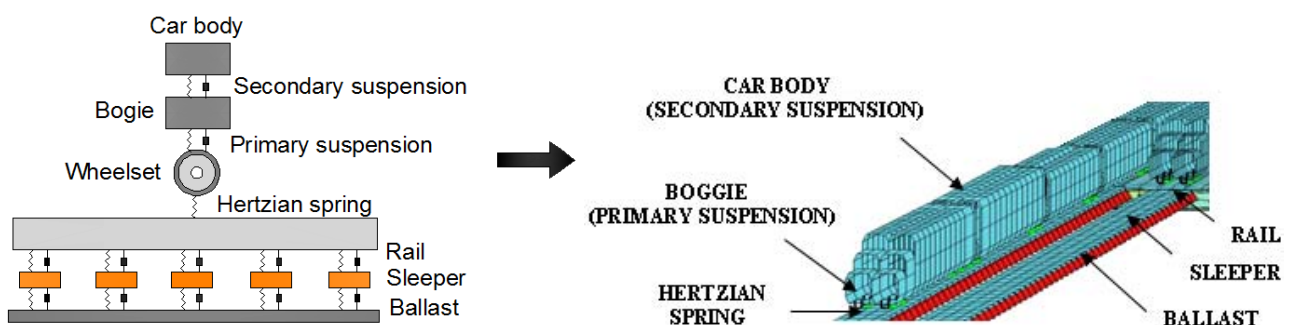 Car body
Secondary suspension
Bogie
Primary suspension
Wheelset
Hertzian spring
Rail
Sleeper
Ballast
CAR BODY
(SECONDARY SUSPENSION)
BOGGIE
(PRIMARY SUSPENSION)
HERTZIAN
SPRING
RAIL
SLEEPER
BALLAST